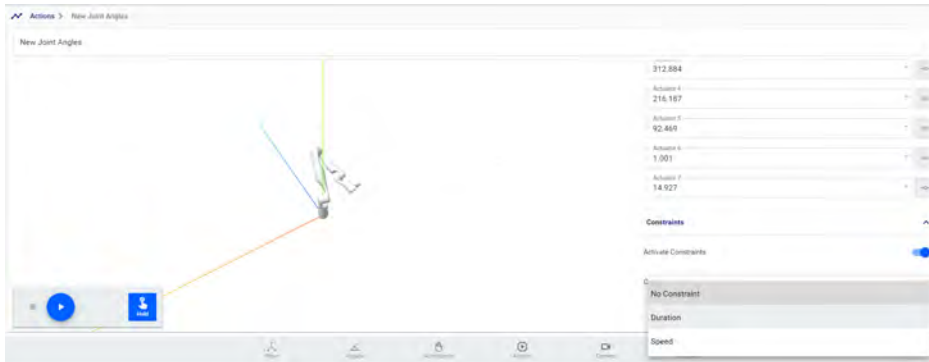 Actions > New Joint Angles
New Joint Angles
312.884
Actuator 4
216.187
Actuator 5
92.469
Actuator 6
1.001
Actuator 7
14.927
Constraints
Activate Constraints
No Constraint
Duration
Speed
Hold